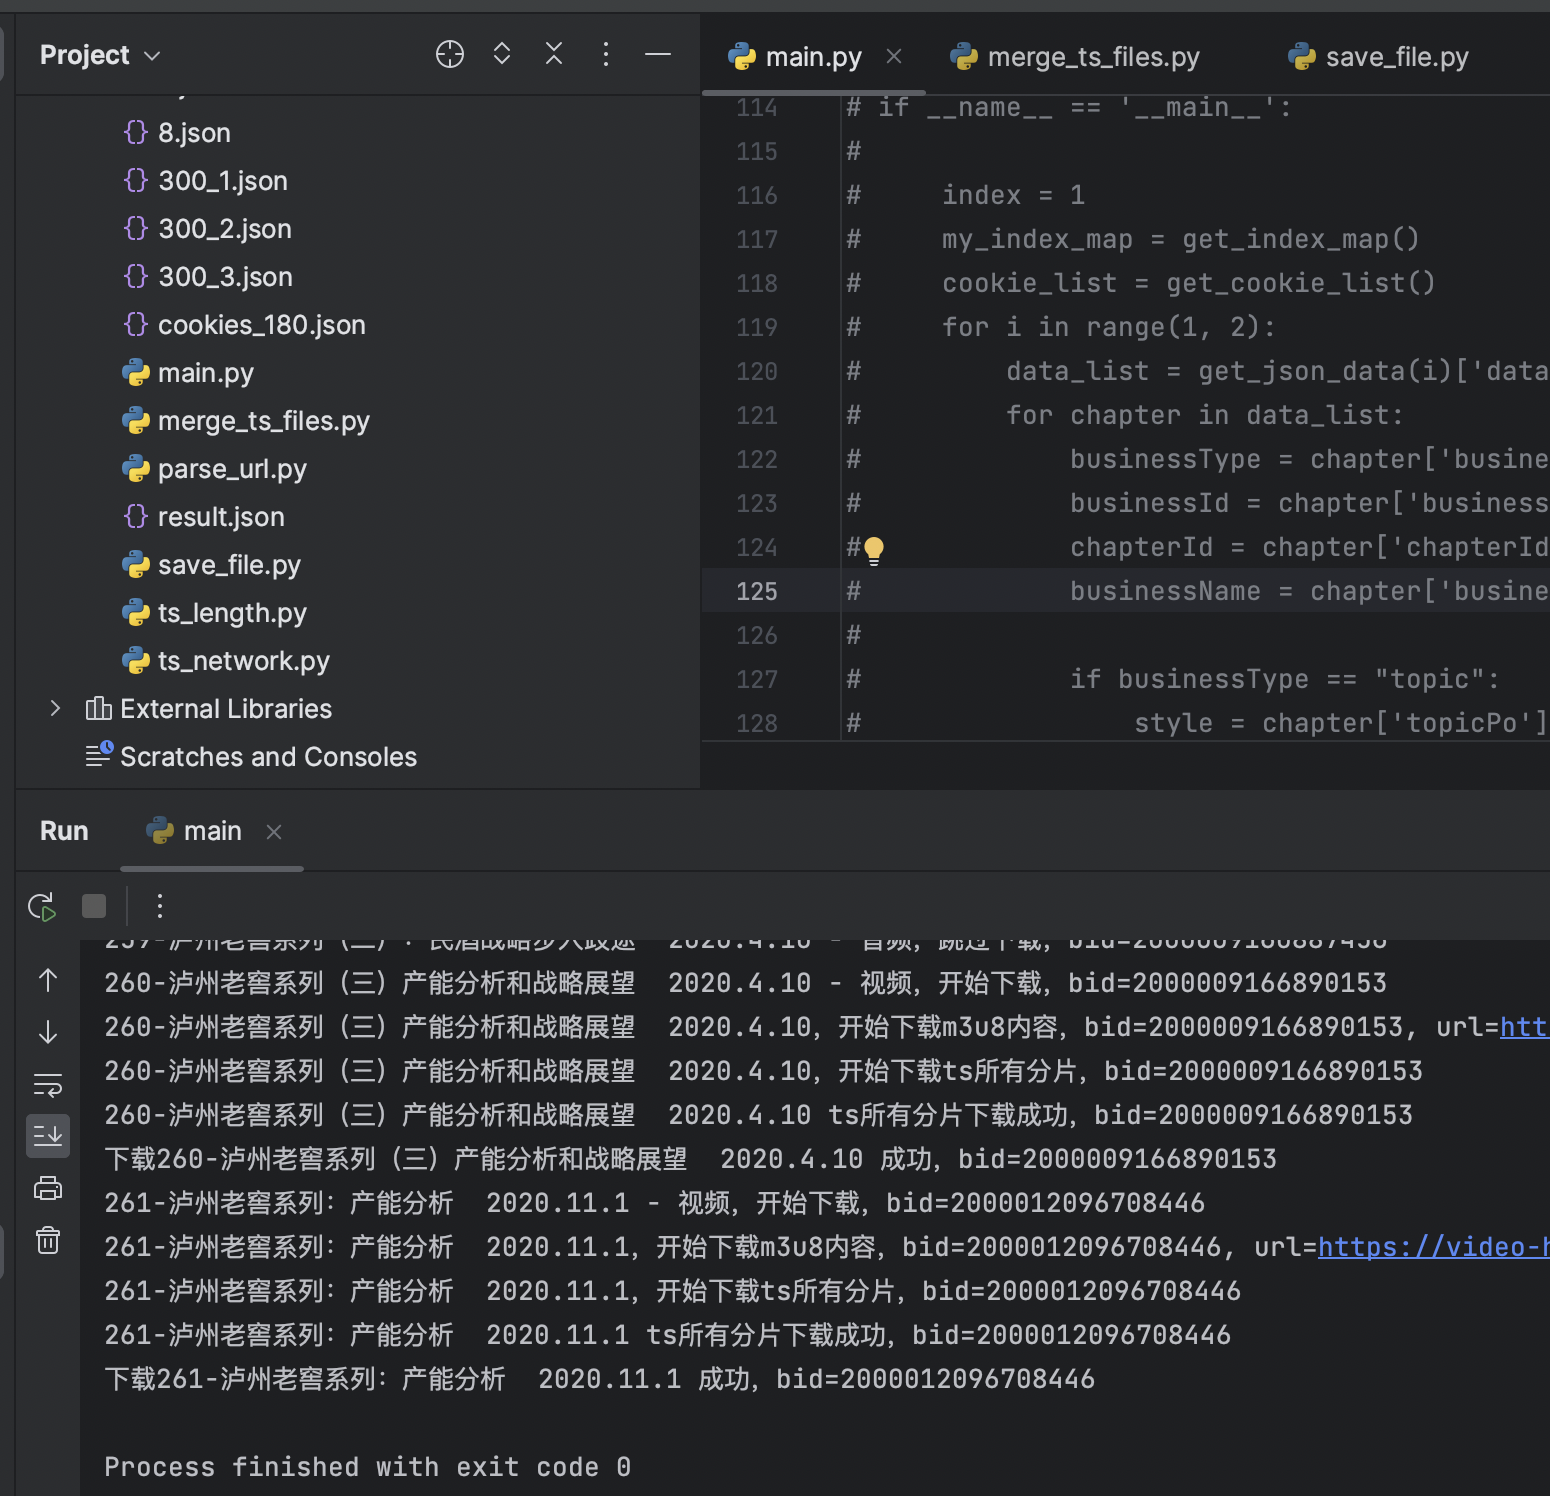 Project
8.json
300_1.json
300_2.json
300_3.json
cookies_180.json
main.py
merge_ts_files.py
parse_url.py
result.json
save_file.py
ts_length.py
ts_network.py
External Libraries
Scratches and Consoles
main.py
merge_ts_files.py
save_file.py
114 # if __name__ == '__main__':
115 #
116 #     index = 1
117 #     my_index_map = get_index_map()
118 #     cookie_list = get_cookie_list()
119 #     for i in range(1, 2):
120 #         data_list = get_json_data(i)['data
121 #         for chapter in data_list:
122 #             businessType = chapter['busine
123 #             businessId = chapter['business
124 #             chapterId = chapter['chapterId
125 #             businessName = chapter['busine
126 #
127 #             if businessType == "topic":
128 #                 style = chapter['topicPo']
Run
main
260-泸州老窖系列（三）产能分析和战略展望  2020.4.10 - 视频，开始下载，bid=2000009166890153
260-泸州老窖系列（三）产能分析和战略展望  2020.4.10，开始下载m3u8内容，bid=2000009166890153, url=htt
260-泸州老窖系列（三）产能分析和战略展望  2020.4.10，开始下载ts所有分片，bid=2000009166890153
260-泸州老窖系列（三）产能分析和战略展望  2020.4.10 ts所有分片下载成功，bid=2000009166890153
下载260-泸州老窖系列（三）产能分析和战略展望  2020.4.10 成功，bid=2000009166890153
261-泸州老窖系列：产能分析  2020.11.1 - 视频，开始下载，bid=2000012096708446
261-泸州老窖系列：产能分析  2020.11.1，开始下载m3u8内容，bid=2000012096708446, url=https://video-h
261-泸州老窖系列：产能分析  2020.11.1，开始下载ts所有分片，bid=2000012096708446
261-泸州老窖系列：产能分析  2020.11.1 ts所有分片下载成功，bid=2000012096708446
下载261-泸州老窖系列：产能分析  2020.11.1 成功，bid=2000012096708446
Process finished with exit code 0